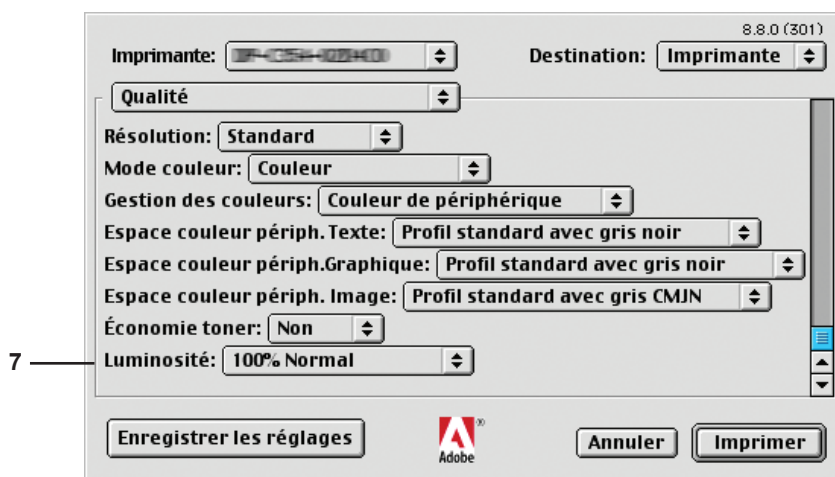 8.8.0 (301)
Imprimante: Destination: Imprimante
Qualité
Résolution: Standard
Mode couleur: Couleur
Gestion des couleurs: Couleur de périphérique
Espace couleur périph. Texte: Profil standard avec gris noir
Espace couleur périph.Graphique: Profil standard avec gris noir
Espace couleur périph. Image: Profil standard avec gris CMJN
Économie toner: Non
7 Luminosité: 100% Normal
Enregistrer les réglages Adobe® Annuler Imprimer